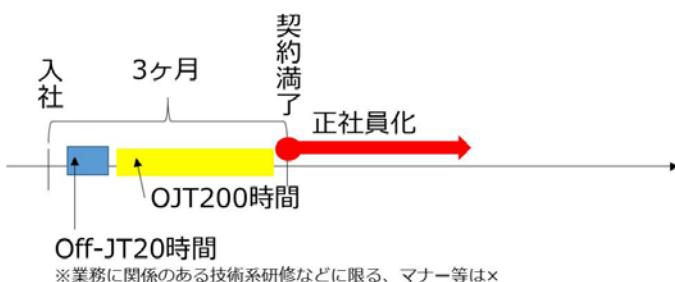 入社
3ヶ月
契約満了
正社員化
OJT200時間
Off-JT20時間
※業務に関係のある技術系研修などに限る、マナー等は×